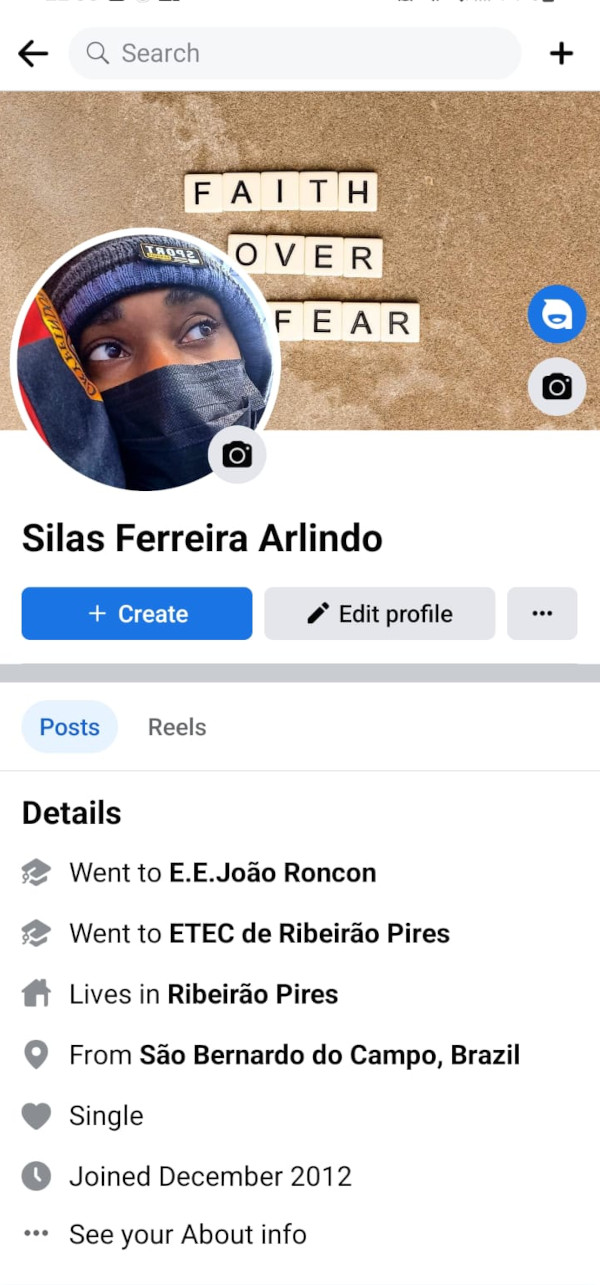 Search
FAITH
OVER
FEAR
SPORT
Silas Ferreira Arlindo
+ Create
Edit profile
Posts
Reels
Details
Went to E.E.João Roncon
Went to ETEC de Ribeirão Pires
Lives in Ribeirão Pires
From São Bernardo do Campo, Brazil
Single
Joined December 2012
See your About info